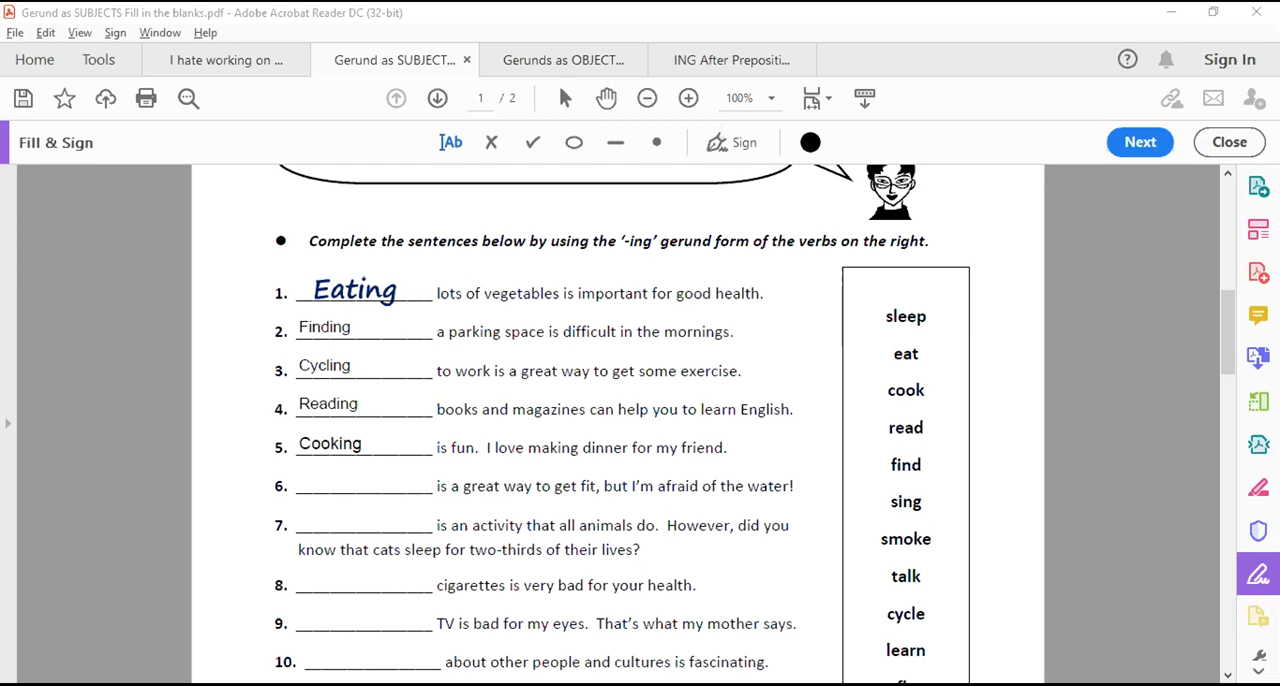 Gerund as SUBJECTS Fill in the blanks.pdf - Adobe Acrobat Reader DC (32-bit)
File Edit View Sign Window Help
Home Tools I hate working on ... Gerund as SUBJECT... × Gerunds as OBJECT... ING After Prepositi... Sign In
1 / 2 100%
Fill & Sign Ab Sign Next Close
● Complete the sentences below by using the ‘-ing’ gerund form of the verbs on the right.
1. Eating lots of vegetables is important for good health.
2. Finding a parking space is difficult in the mornings.
3. Cycling to work is a great way to get some exercise.
4. Reading books and magazines can help you to learn English.
5. Cooking is fun. I love making dinner for my friend.
6. ________________ is a great way to get fit, but I’m afraid of the water!
7. ________________ is an activity that all animals do. However, did you
know that cats sleep for two-thirds of their lives?
8. ________________ cigarettes is very bad for your health.
9. ________________ TV is bad for my eyes. That’s what my mother says.
10. ________________ about other people and cultures is fascinating.
sleep
eat
cook
read
find
sing
smoke
talk
cycle
learn